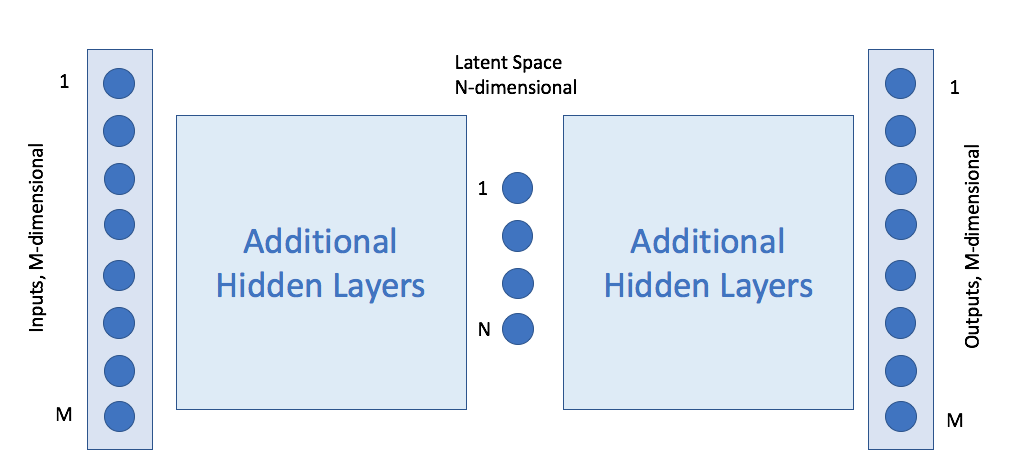 Latent Space
N-dimensional
1
Inputs, M-dimensional
M
Additional
Hidden Layers
1
N
Additional
Hidden Layers
1
Outputs, M-dimensional
M